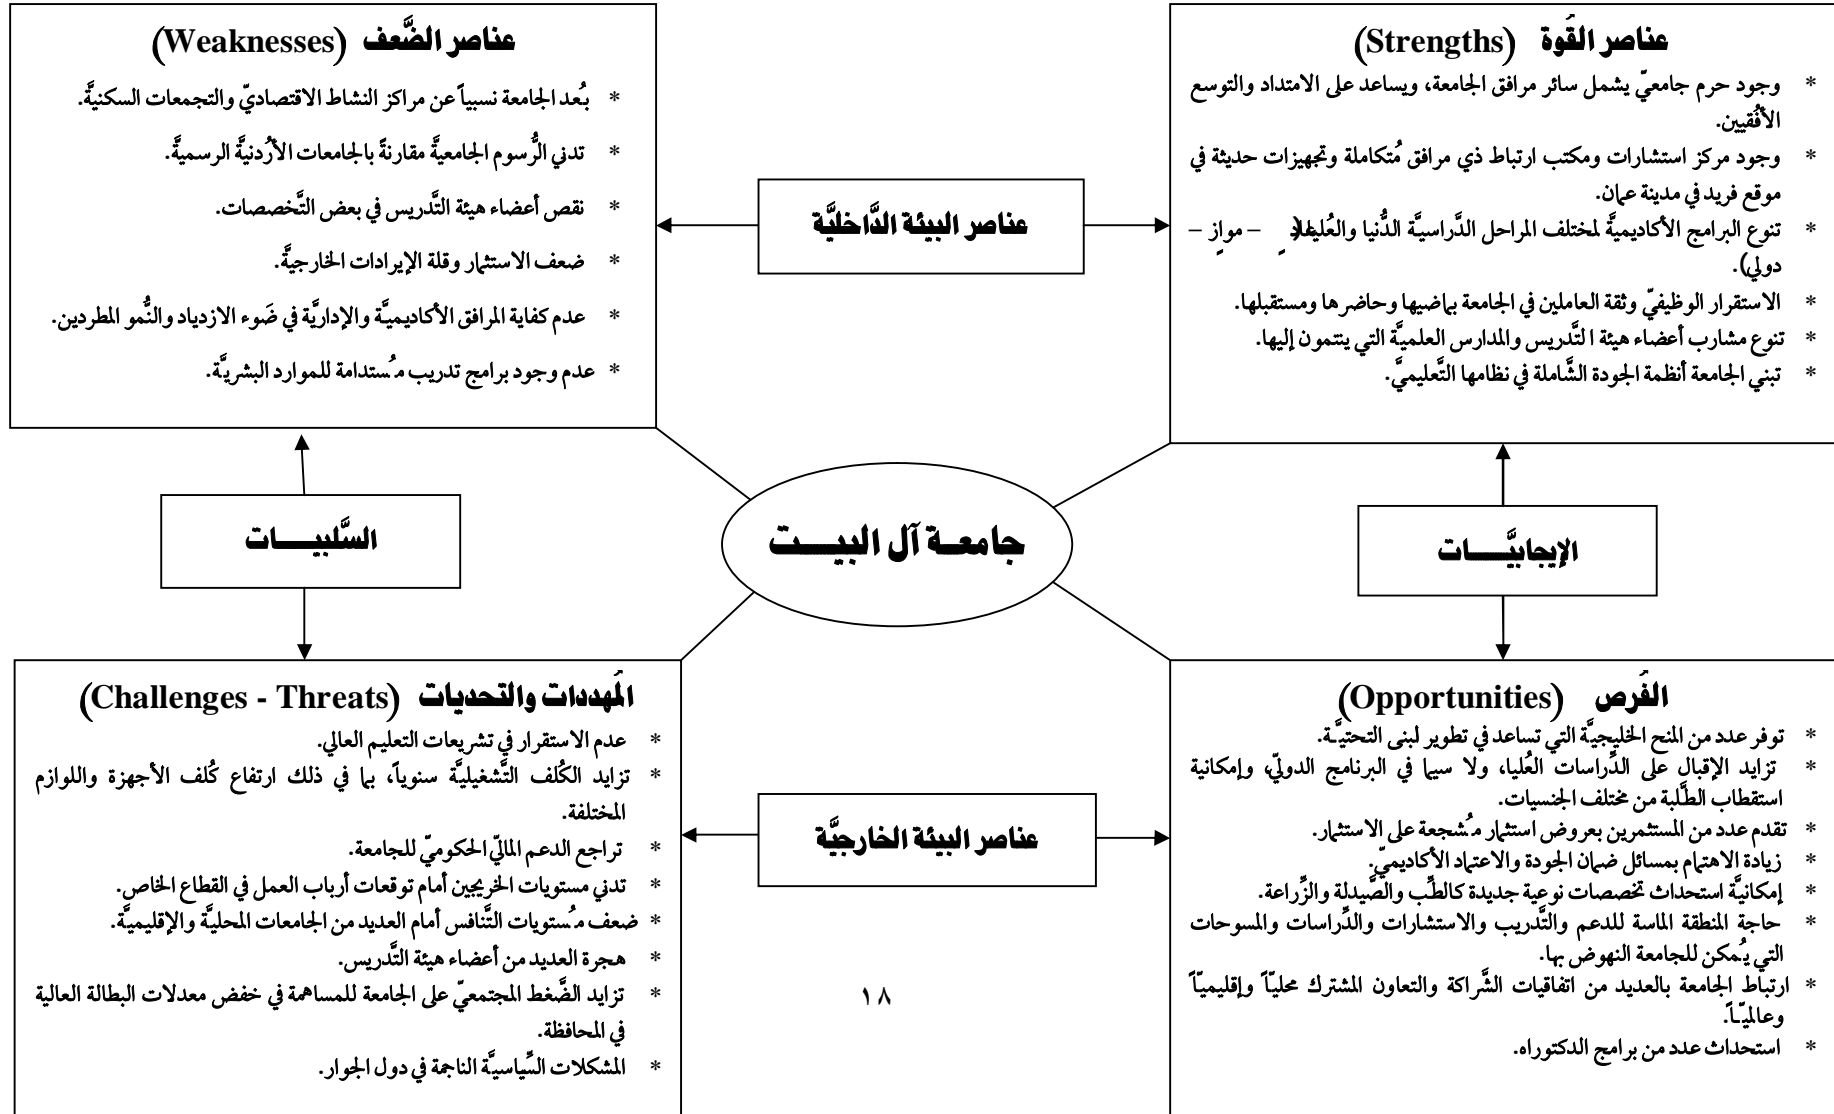 عناصر القُوة (Strengths)
* وجود حرم جامعيّ يشمل سائر مرافق الجامعة، ويساعد على الامتداد والتوسع
الأفُقيين.
* وجود مركز استشارات ومكتب ارتباط ذي مرافق مُتكاملة وتجهيزات حديثة في
موقع فريد في مدينة عمان.
* تنوع البرامج الأكاديميَّة لمختلف المراحل الدَّراسيَّة الدُّنيا والعُليا – موازٍ –
دولي).
* الاستقرار الوظيفيّ وثقة العاملين في الجامعة بماضيها وحاضرها ومستقبلها.
* تنوع مشارب أعضاء هيئة التَّدريس والمدارس العلميَّة التي ينتمون إليها.
* تبني الجامعة أنظمة الجودة الشَّاملة في نظامها التَّعليميَّ.
عناصر الضَّعف (Weaknesses)
* بُعد الجامعة نسبياً عن مراكز النشاط الاقتصاديّ والتجمعات السكنيَّة.
* تدني الرُّسوم الجامعيَّة مقارنةً بالجامعات الأرُدنيَّة الرسميَّة.
* نقص أعضاء هيئة التَّدريس في بعض التَّخصصات.
* ضعف الاستثمار وقلة الإيرادات الخارجيَّة.
* عدم كفاية المرافق الأكاديميَّة والإداريَّة في ضَوء الازدياد والنُّمو المطردين.
* عدم وجود برامج تدريب مُستدامة للموارد البشريَّة.
عناصر البيئة الدَّاخليَّة
الإيجابيَّــــات
جامعــة آل البيــــت
السَّلبيــــات
الفُرص (Opportunities)
* توفر عدد من المنح الخليجيَّة التي تساعد في تطوير لبنى التحتيَّة.
* تزايد الإقبال على الدِّراسات العُليا، ولا سيما في البرنامج الدوليّ، وإمكانية
استقطاب الطَّلبة من مختلف الجنسيات.
* تقدم عدد من المستثمرين بعروض استثمار مُشجعة على الاستثمار.
* زيادة الاهتمام بمسائل ضمان الجودة والاعتماد الأكاديميّ.
* إمكانيَّة استحداث تخصصات نوعية جديدة كالطِّب والصَّيدلة والزِّراعة.
* حاجة المنطقة الماسة للدعم والتَّدريب والاستشارات والدِّراسات والمسوحات
التي يُمكن للجامعة النهوض بها.
* ارتباط الجامعة بالعديد من اتفاقيات الشَّراكة والتعاون المشترك محليّاً وإقليميّاً
وعالميّاً.
* استحداث عدد من برامج الدكتوراه.
عناصر البيئة الخارجيَّة
المُهددات والتحديات (Challenges - Threats)
* عدم الاستقرار في تشريعات التعليم العالي.
* تزايد الكُلف التَّشغيليَّة سنوياً، بما في ذلك ارتفاع كُلف الأجهزة واللوازم
المختلفة.
* تراجع الدعم الماليّ الحكوميّ للجامعة.
* تدني مستويات الخريجين أمام توقعات أرباب العمل في القطاع الخاص.
* ضعف مُستويات التَّنافس أمام العديد من الجامعات المحليَّة والإقليميَّة.
* هجرة العديد من أعضاء هيئة التَّدريس.
* تزايد الضَّغط المجتمعيّ على الجامعة للمساهمة في خفض معدلات البطالة العالية
في المحافظة.
* المشكلات السِّياسيَّة الناجمة في دول الجوار.
١٨